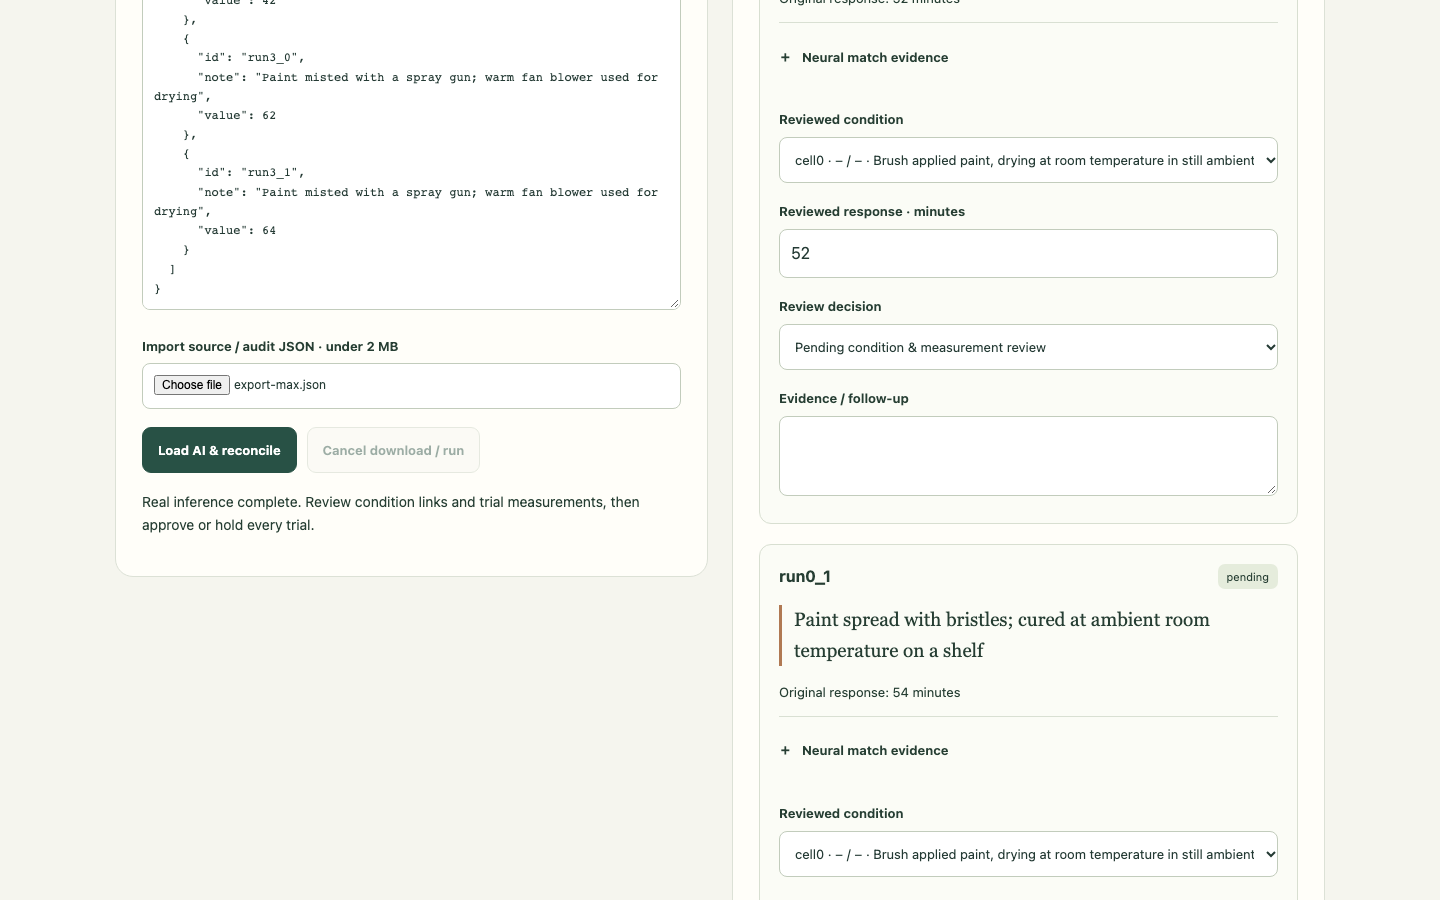 "value": 42
},
{
"id": "run3_0",
"note": "Paint misted with a spray gun; warm fan blower used for
drying",
"value": 62
},
{
"id": "run3_1",
"note": "Paint misted with a spray gun; warm fan blower used for
drying",
"value": 64
}
]
}
Import source / audit JSON · under 2 MB
Choose file export-max.json
Load AI & reconcile
Cancel download / run
Real inference complete. Review condition links and trial measurements, then
approve or hold every trial.
Original response: 52 minutes
+ Neural match evidence
Reviewed condition
cell0 · – / – · Brush applied paint, drying at room temperature in still ambient
Reviewed response · minutes
52
Review decision
Pending condition & measurement review
Evidence / follow-up
run0_1
pending
Paint spread with bristles; cured at ambient room
temperature on a shelf
Original response: 54 minutes
+ Neural match evidence
Reviewed condition
cell0 · – / – · Brush applied paint, drying at room temperature in still ambient